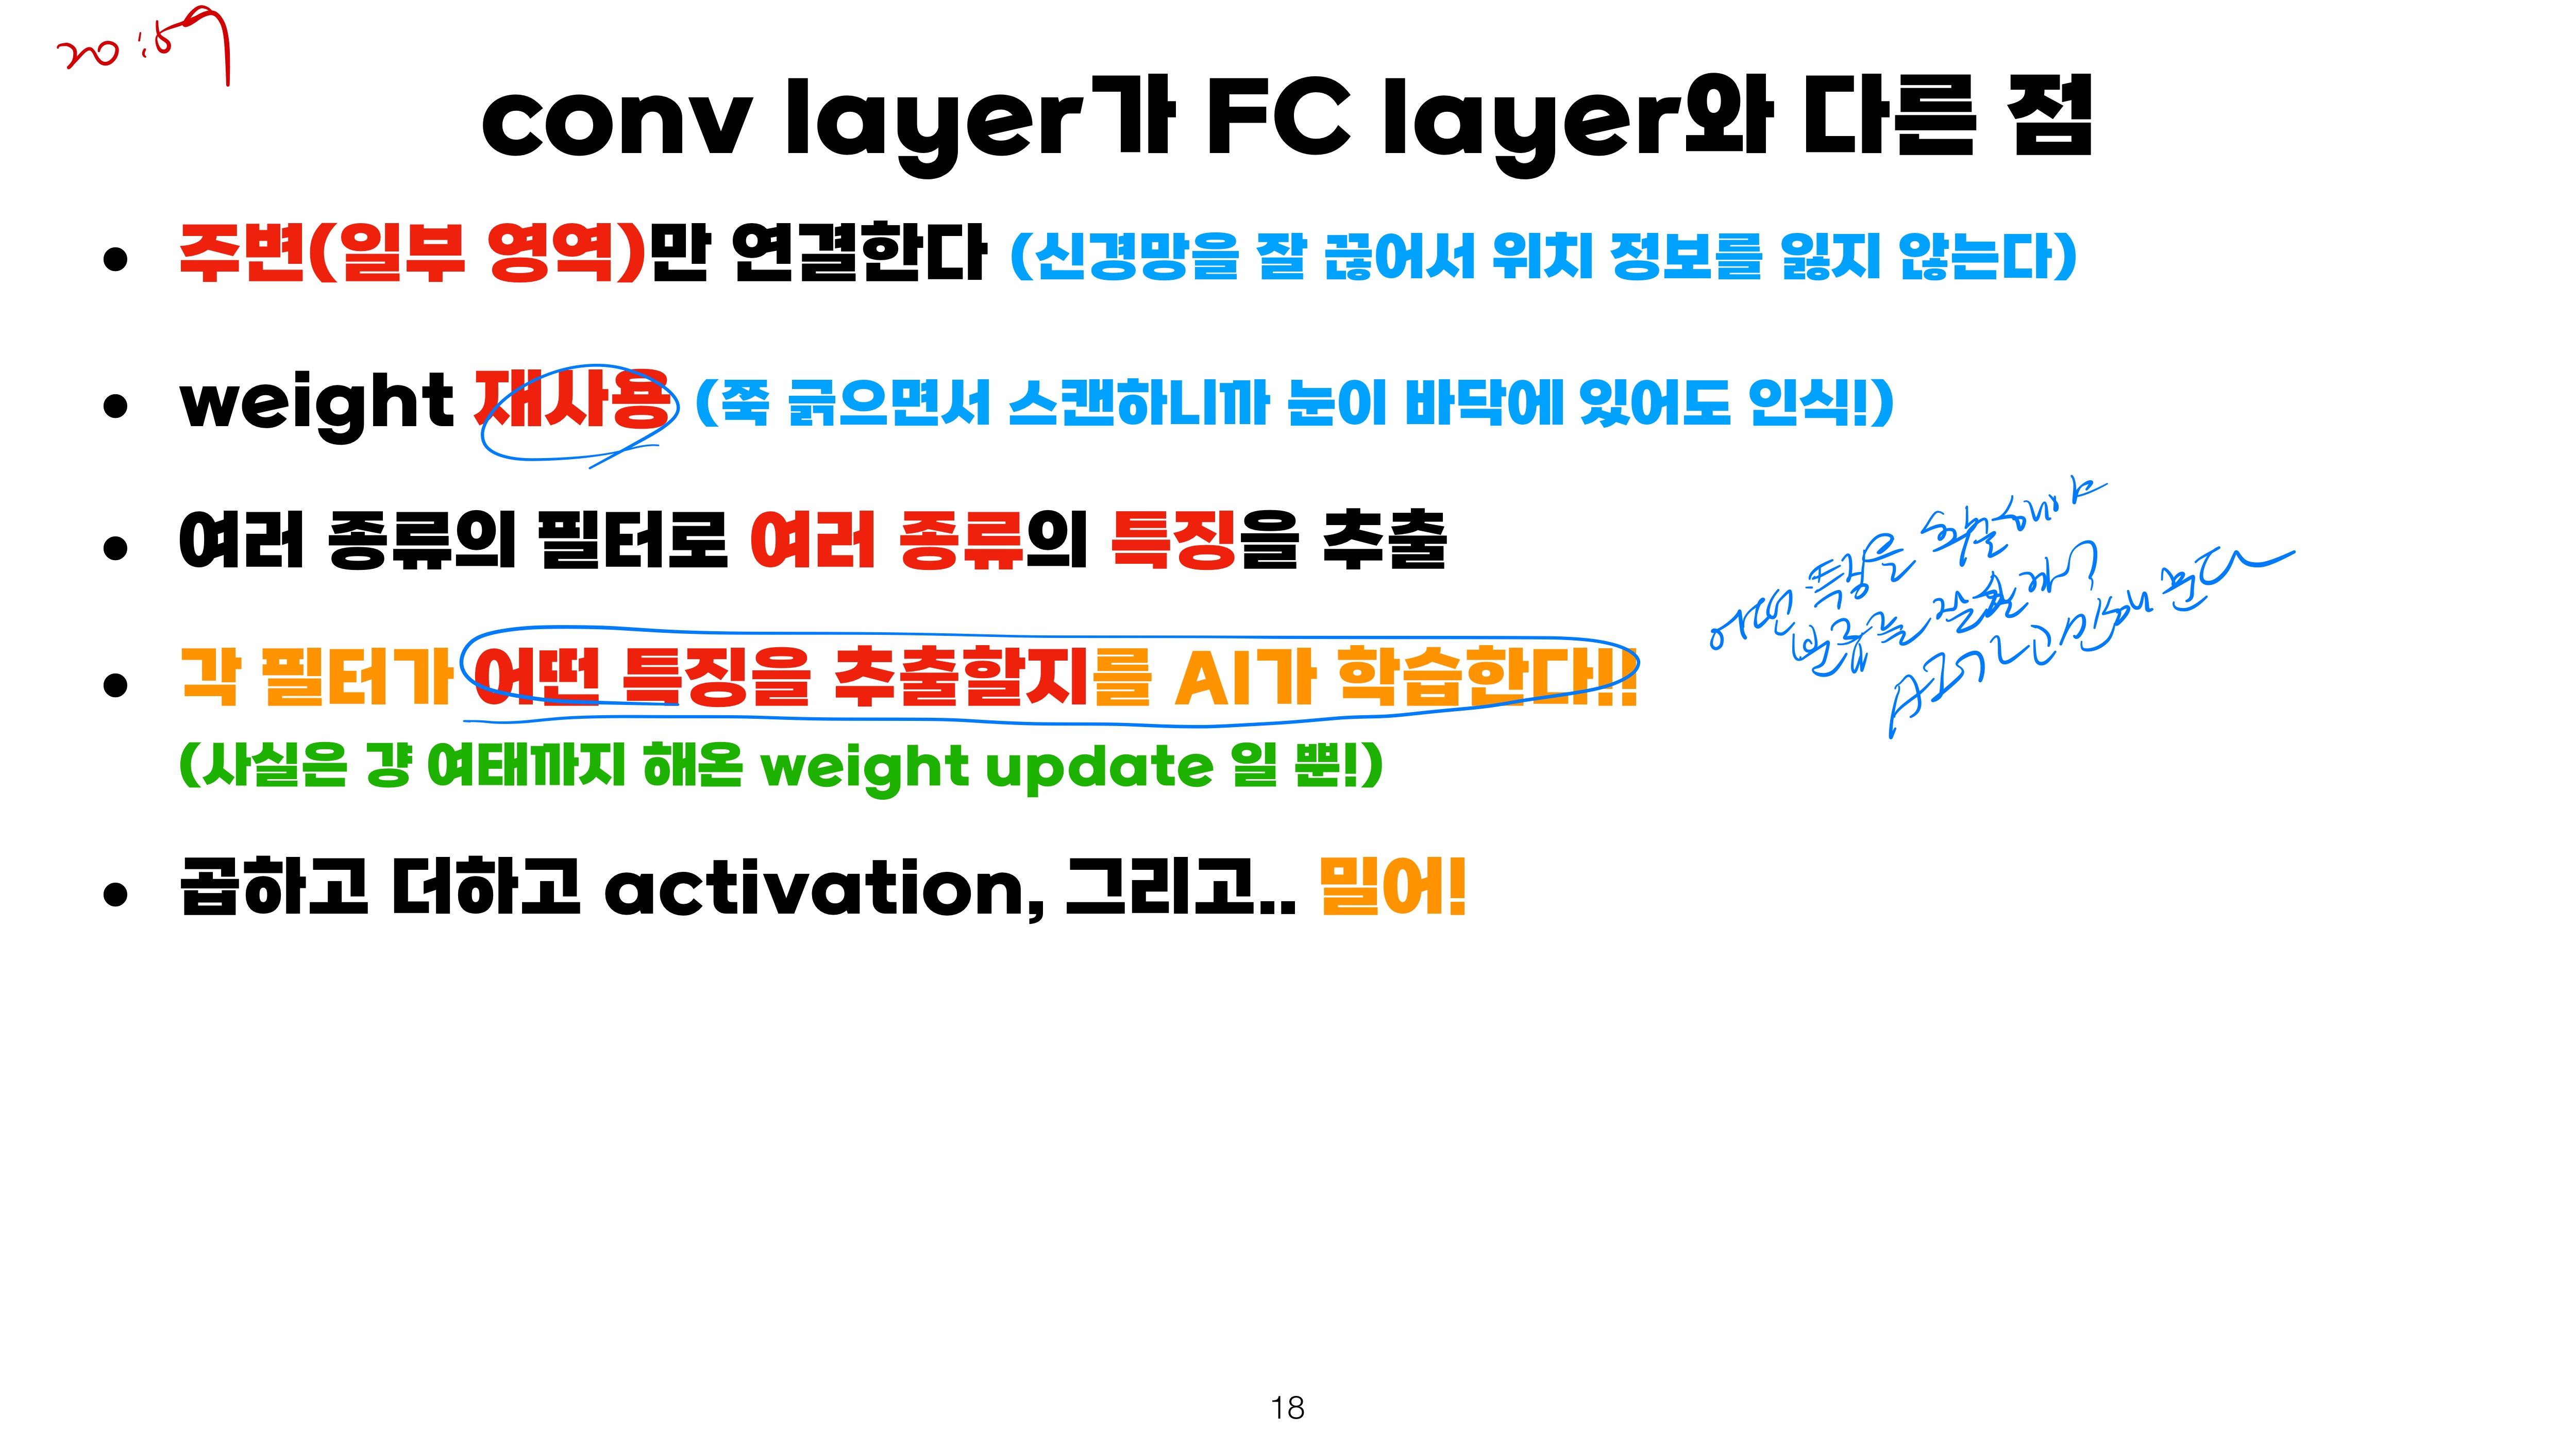 20:57
conv layer가 FC layer와 다른 점
• 주변(일부 영역)만 연결한다 (신경망을 잘 끊어서 위치 정보를 잃지 않는다)
• weight 재사용 (쭉 긁으면서 스캔하니까 눈이 바닥에 있어도 인식!)
• 여러 종류의 필터로 여러 종류의 특징을 추출
어떤 특징을 추출해야
분류를 잘할까?
AI가 고민해 본다
• 각 필터가 어떤 특징을 추출할지를 AI가 학습한다!!
(사실은 걍 여태까지 해온 weight update 일 뿐!)
• 곱하고 더하고 activation, 그리고.. 밀어!
18